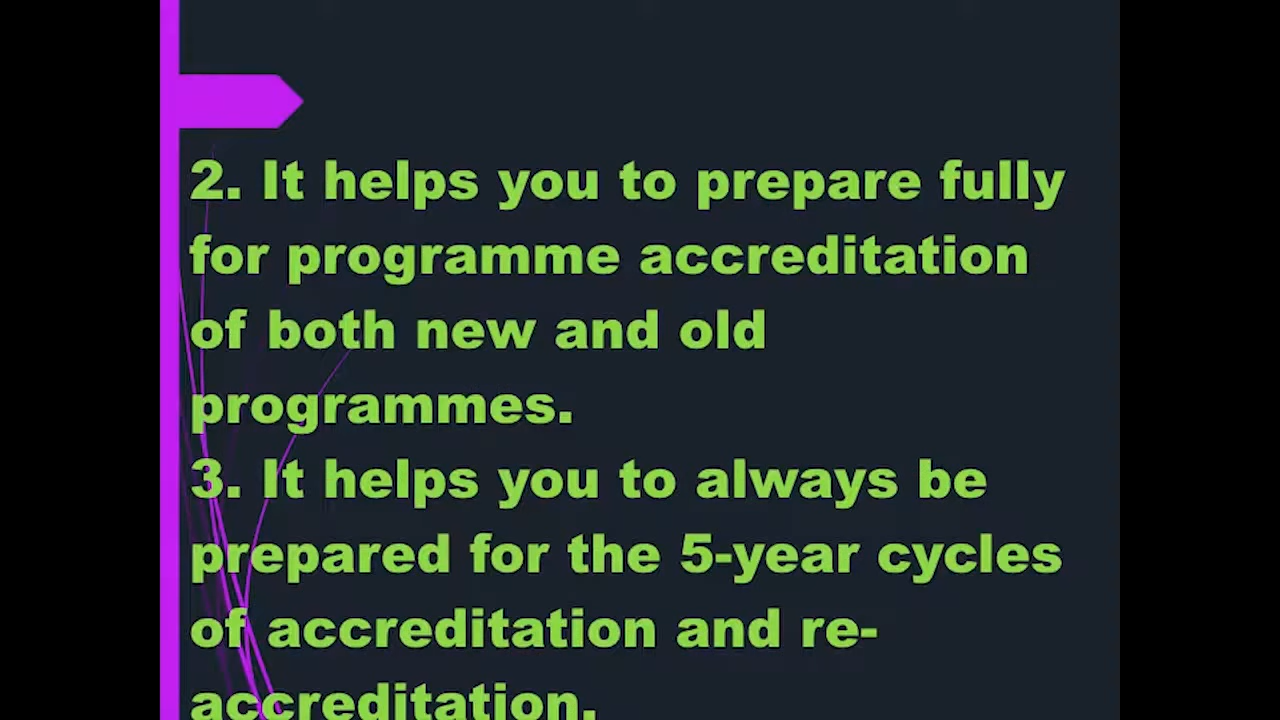 2. It helps you to prepare fully
for programme accreditation
of both new and old
programmes.
3. It helps you to always be
prepared for the 5-year cycles
of accreditation and re-
accreditation.